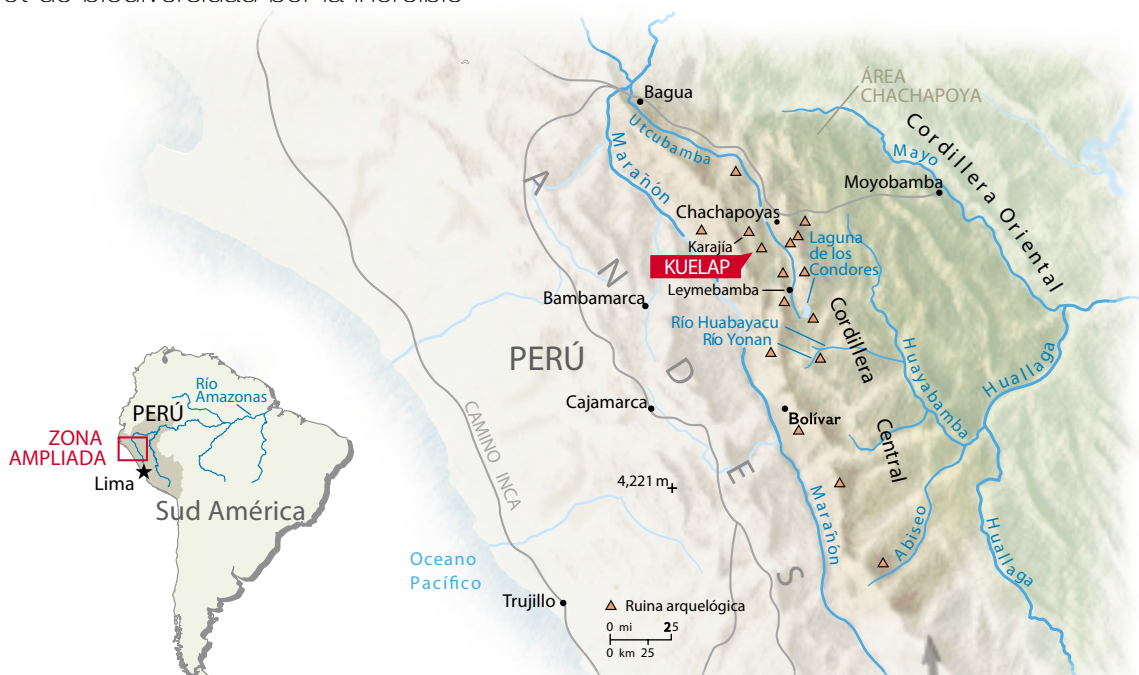 ÁREA
CHACHAPOYA
Bagua
Cordillera Oriental
Utcubamba
Mayo
Marañón
Moyobamba
ANDES
Chachapoyas
Karajía
Laguna
de los
Condores
KUELAP
Leymebamba
Bambamarca
Río Huabayacu
Río Yonan
Cordillera
Central
PERÚ
Huayabamba
Huallaga
Cajamarca
Bolívar
CAMINO INCA
4,221 m
Marañón
Abiseo
Huallaga
Oceano
Pacífico
Trujillo
Ruina arquelógica
0 mi 25
0 km 25
Río
Amazonas
PERÚ
ZONA
AMPLIADA
Lima
Sud América